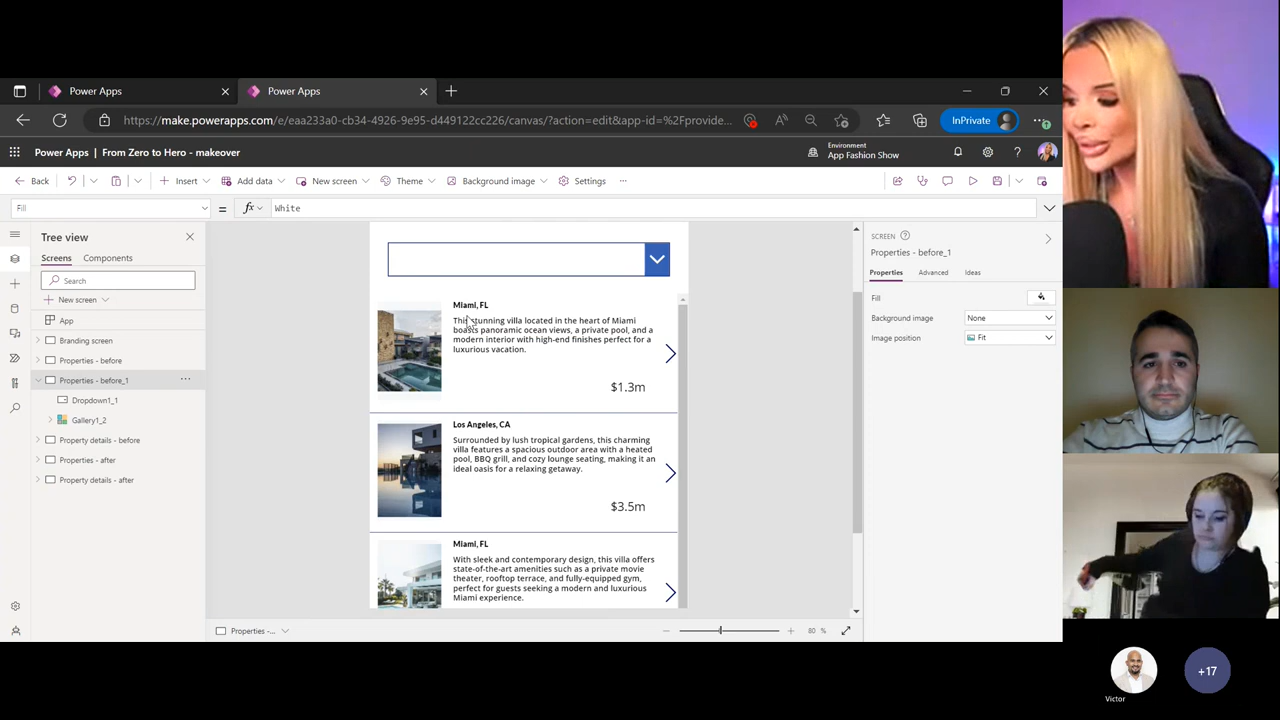 Power Apps
Power Apps
https://make.powerapps.com/e/eaa233a0-cb34-4926-9e95-d449122cc226/canvas/?action=edit&app-id=%2Fprovide...
InPrivate
Power Apps | From Zero to Hero - makeover
Environment
App Fashion Show
Back
Insert
Add data
New screen
Theme
Background image
Settings
Fill
=
fx
White
Tree view
Screens
Components
Search
New screen
App
Branding screen
Properties - before
Properties - before_1
Dropdown1_1
Gallery1_2
Property details - before
Properties - after
Property details - after
Miami, FL
This stunning villa located in the heart of Miami
boasts panoramic ocean views, a private pool, and a
modern interior with high-end finishes perfect for a
luxurious vacation.
$1.3m
Los Angeles, CA
Surrounded by lush tropical gardens, this charming
villa features a spacious outdoor area with a heated
pool, BBQ grill, and cozy lounge seating, making it an
ideal oasis for a relaxing getaway.
$3.5m
Miami, FL
With sleek and contemporary design, this villa offers
state-of-the-art amenities such as a private movie
theater, rooftop terrace, and fully-equipped gym,
perfect for guests seeking a modern and luxurious
Miami experience.
SCREEN
Properties - before_1
Properties
Advanced
Ideas
Fill
Background image
None
Image position
Fit
Properties -...
80 %
Victor
+17